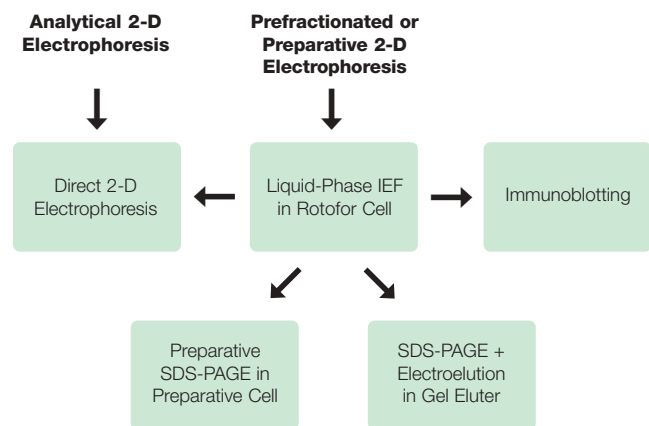 Analytical 2-D
Electrophoresis
Prefractionated or
Preparative 2-D
Electrophoresis
Direct 2-D
Electrophoresis
Liquid-Phase IEF
in Rotofor Cell
Immunoblotting
Preparative
SDS-PAGE in
Preparative Cell
SDS-PAGE +
Electroelution
in Gel Eluter